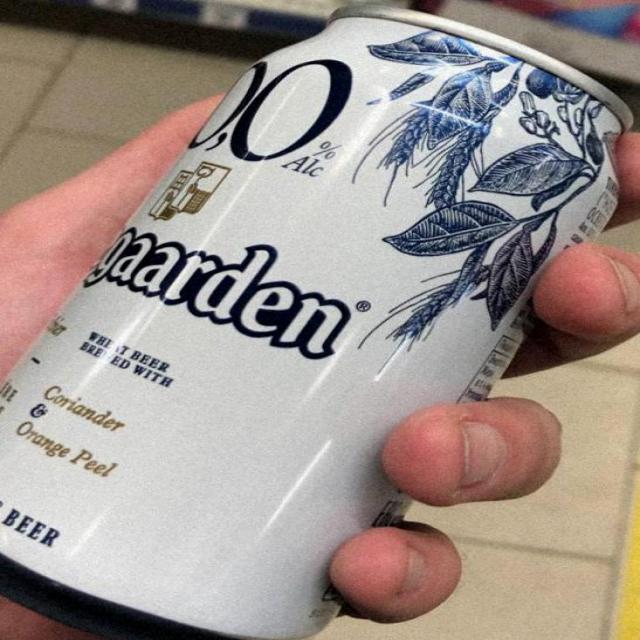 0,0
% Alc
gaarden®
WHEAT BEER
BREWED WITH
Coriander
&
Orange Peel
BEER